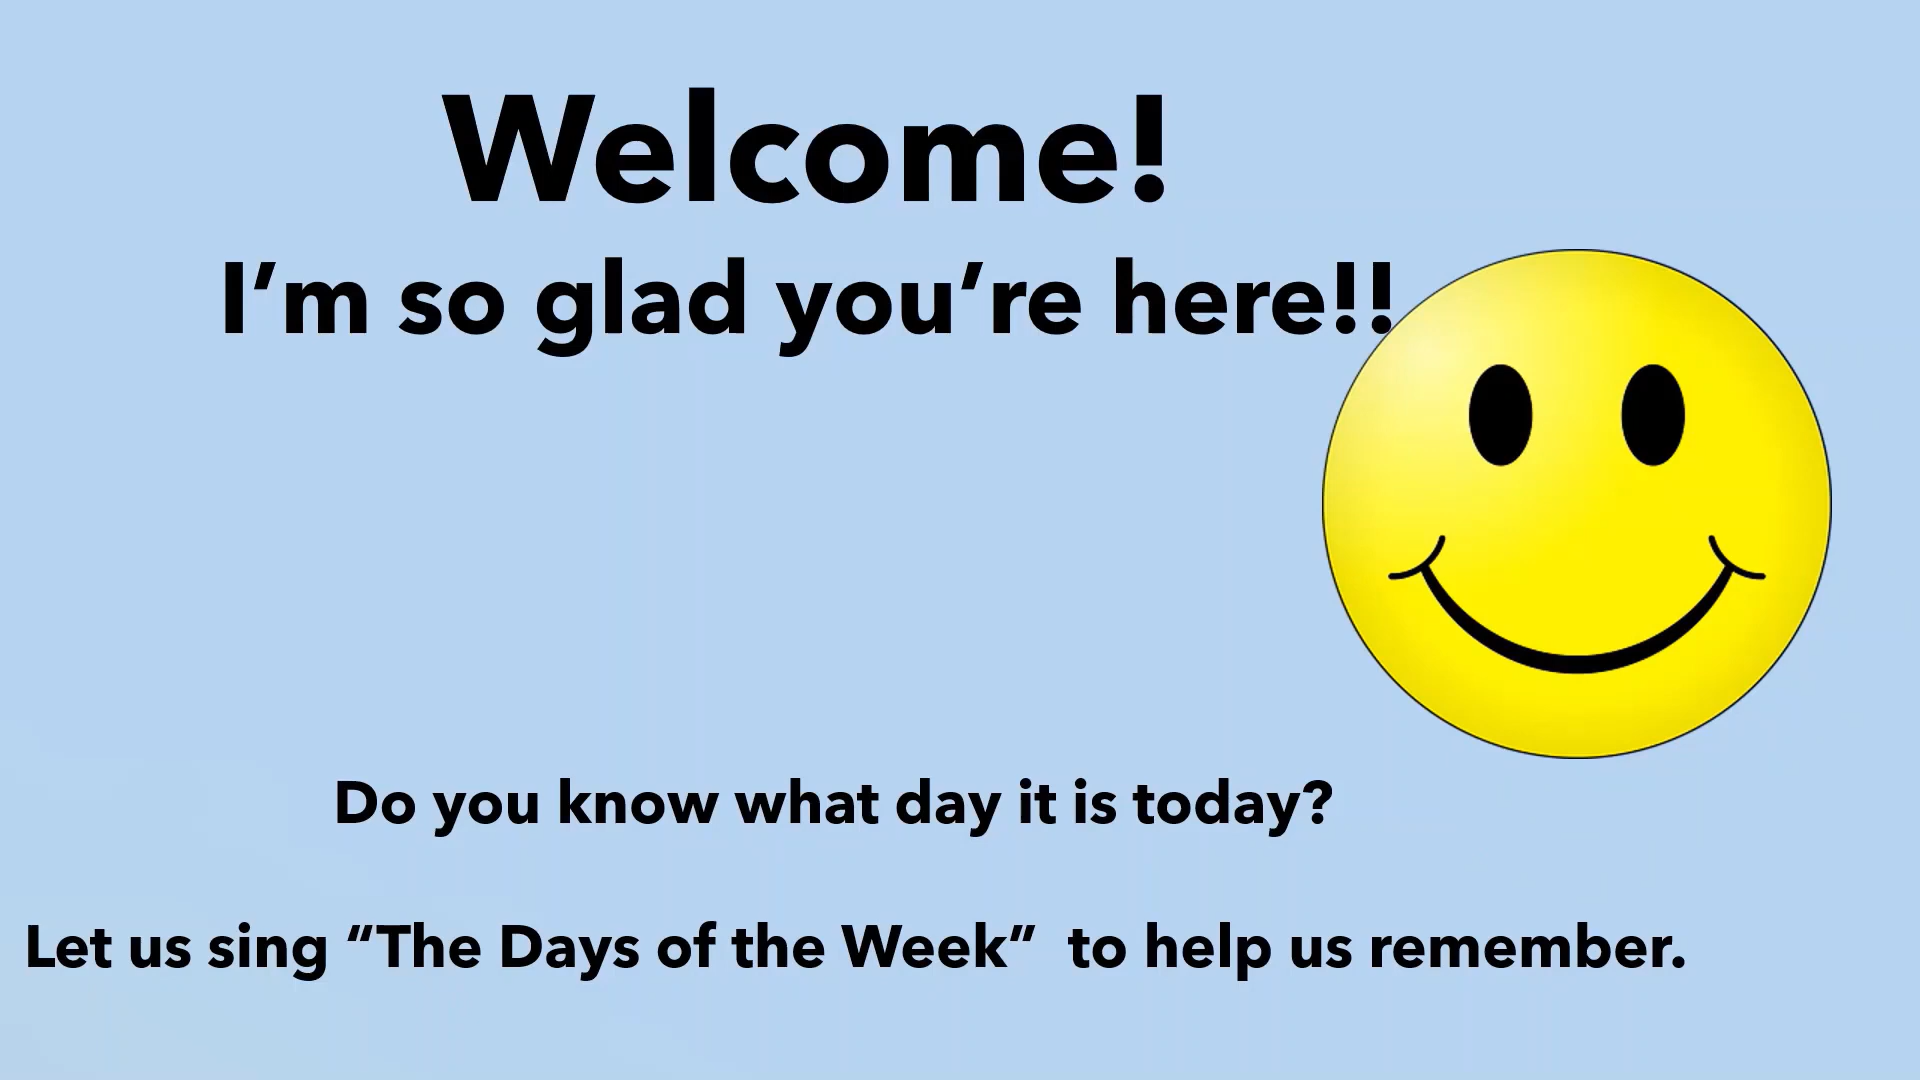 Welcome!
I’m so glad you’re here!!
Do you know what day it is today?
Let us sing “The Days of the Week”  to help us remember.